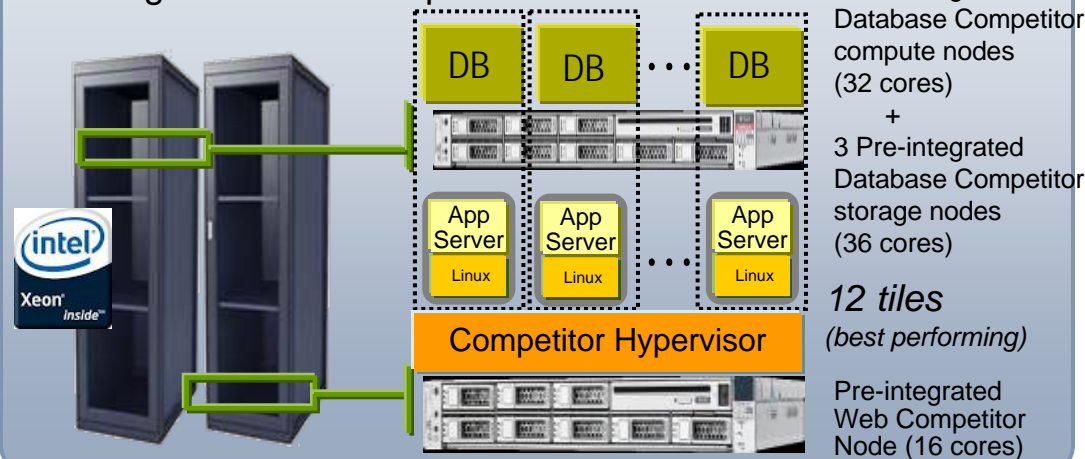 Database Competitor
compute nodes
(32 cores)
+
3 Pre-integrated
Database Competitor
storage nodes
(36 cores)
DB DB ... DB
App
Server
Linux
App
Server
Linux
...
App
Server
Linux
intel
Xeon
inside™
12 tiles
(best performing)
Competitor Hypervisor
Pre-integrated
Web Competitor
Node (16 cores)